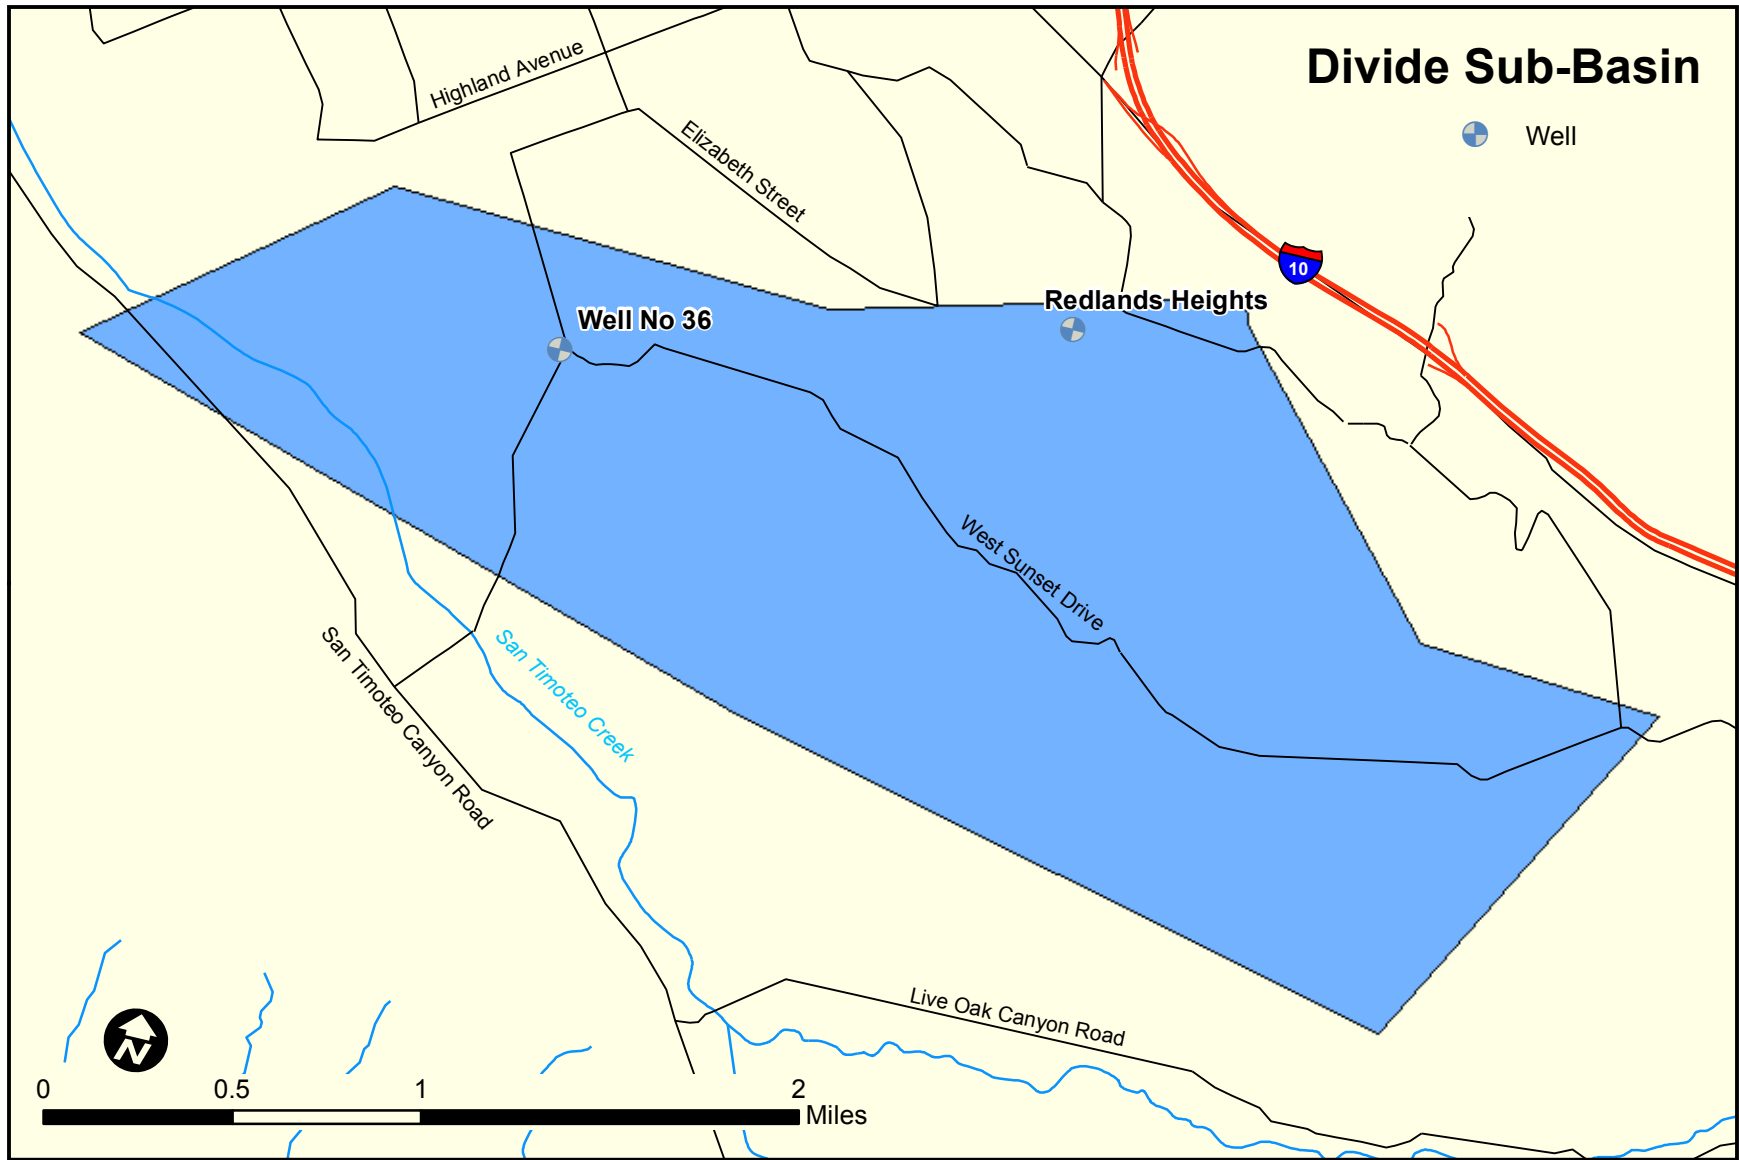 Divide Sub-Basin
Well
Highland Avenue
Elizabeth Street
10
Redlands Heights
Well No 36
West Sunset Drive
San Timoteo Creek
San Timoteo Canyon Road
Live Oak Canyon Road
N
0 0.5 1 2
Miles